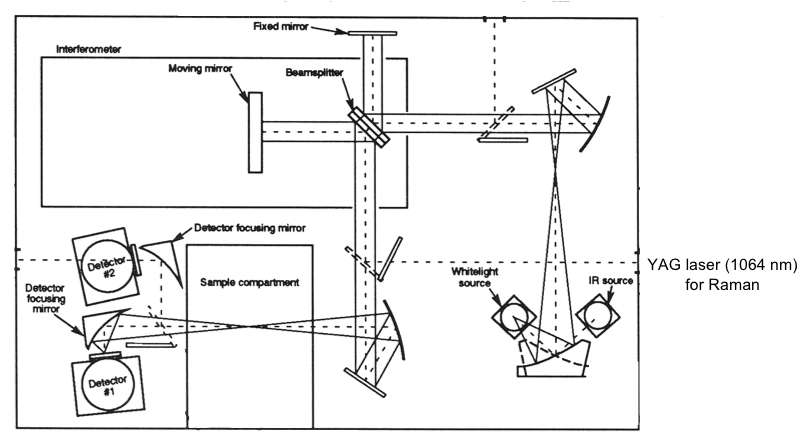 Fixed mirror
Interferometer
Moving mirror
Beamsplitter
Detector focusing mirror
Detector
#2
Sample compartment
Whitelight
source
IR source
YAG laser (1064 nm)
for Raman
Detector
focusing
mirror
Detector
#1